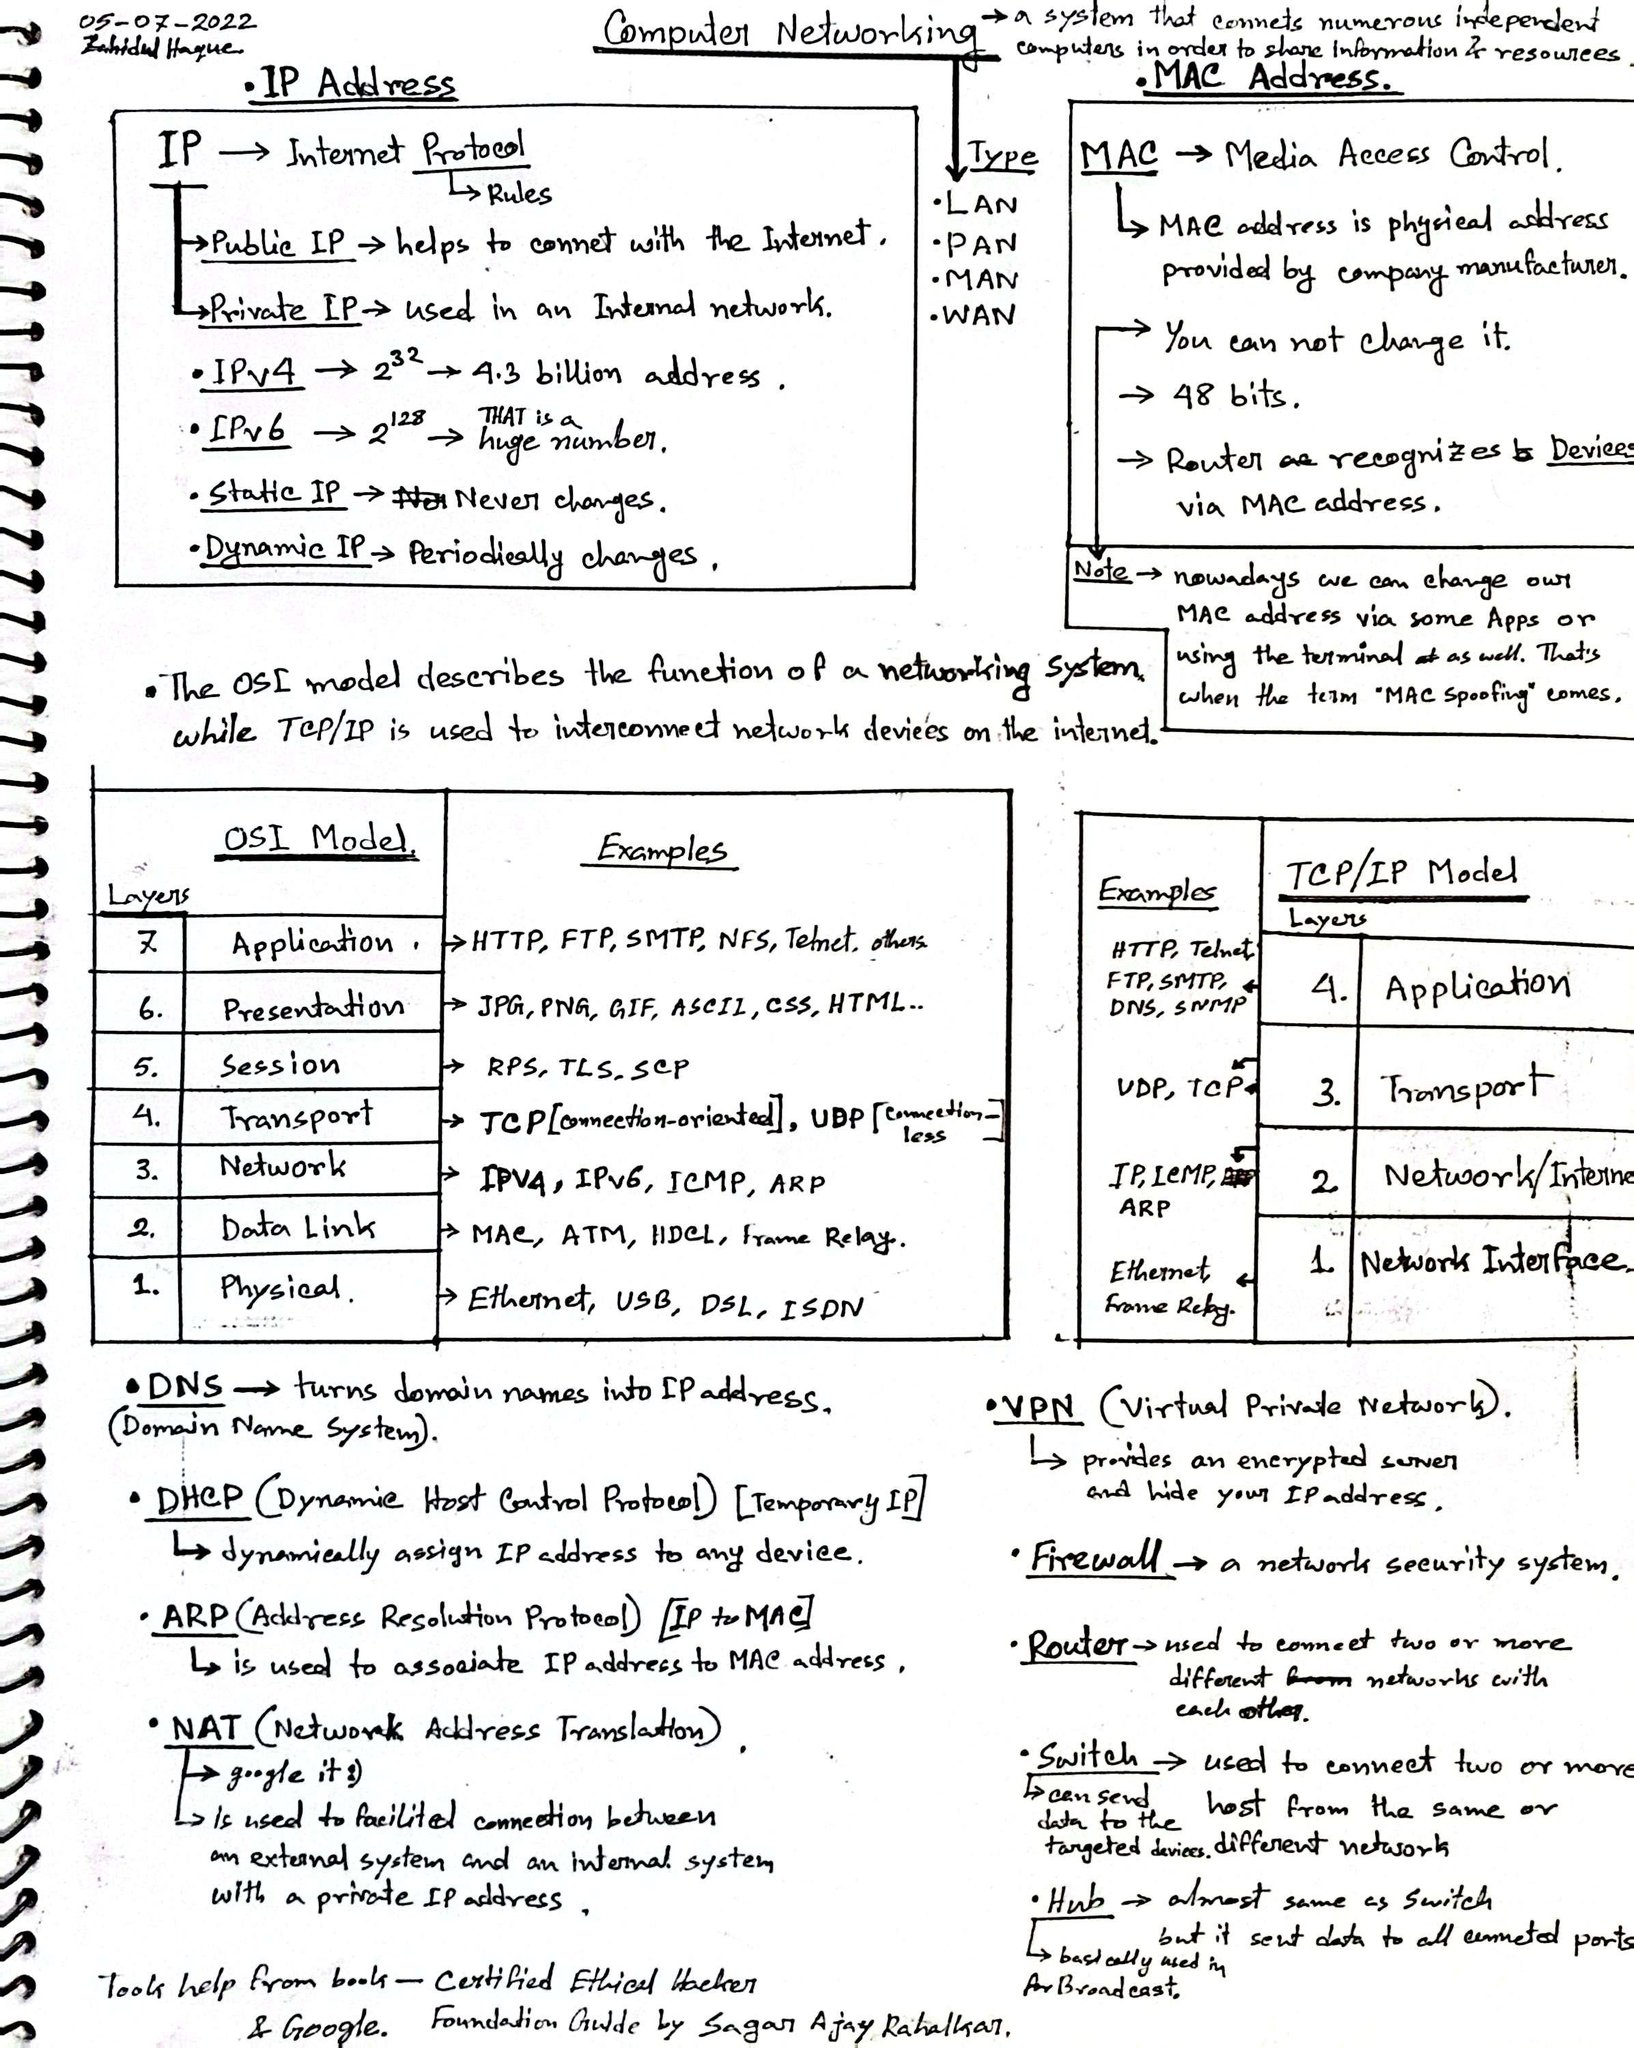 05-07-2022
Zahidul Haque
Computer Networking → a system that connets numerous independent
computers in order to share information & resources.
• IP Address
IP → Internet Protocol
↳ Rules
→ Public IP → helps to connet with the Internet.
→ Private IP → used in an Internal network.
• IPv4 → 2^32 → 4.3 billion address.
• IPv6 → 2^128 → THAT is a
huge number.
• Static IP → Never changes.
• Dynamic IP → Periodically changes.
Type
• LAN
• PAN
• MAN
• WAN
• MAC Address.
MAC → Media Access Control.
↳ MAC address is physical address
provided by company manufacturer.
→ You can not change it.
→ 48 bits.
→ Router recognizes Devices
via MAC address.
Note → nowadays we can change our
MAC address via some Apps or
using the terminal as well. That's
when the term "MAC Spoofing" comes.
• The OSI model describes the function of a networking system.
while TCP/IP is used to interconnect network devices on the internet.
OSI Model. Examples
Layers
7. Application. → HTTP, FTP, SMTP, NFS, Telnet. others.
6. Presentation → JPG, PNG, GIF, ASCII, CSS, HTML..
5. Session → RPS, TLS. SCP
4. Transport → TCP [connection-oriented], UDP [connection-
less]
3. Network → IPV4, IPv6, ICMP, ARP
2. Data Link → MAC, ATM, HDCL, Frame Relay.
1. Physical. → Ethernet, USB, DSL, ISDN
Examples TCP/IP Model
Layers
HTTP, Telnet,
FTP, SMTP, ← 4. Application
DNS, SNMP
UDP, TCP ← 3. Transport
IP, ICMP, ← 2. Network/Interne
ARP
Ethernet, ← 1. Network Interface.
Frame Relay.
• DNS → turns domain names into IP address.
(Domain Name System).
• DHCP (Dynamic Host Control Protocol) [Temporary IP]
↳ dynamically assign IP address to any device.
• ARP (Address Resolution Protocol) [IP to MAC]
↳ is used to associate IP address to MAC address.
• NAT (Network Address Translation).
→ google it :)
↳ is used to facilited connection between
an external system and an internal system
with a private IP address.
• VPN (Virtual Private Network).
↳ provides an encrypted server
and hide your IP address.
• Firewall → a network security system.
• Router → used to connect two or more
different networks with
each other.
• Switch → used to connect two or more
host from the same or
different network
↳ can send
data to the
targeted devices.
• Hub → almost same as Switch
but it sent data to all conneted ports
↳ basically used in
for Broadcast.
Took help from book — Certified Ethical Hacker
& Google. Foundation Guide by Sagar Ajay Rahalkar.